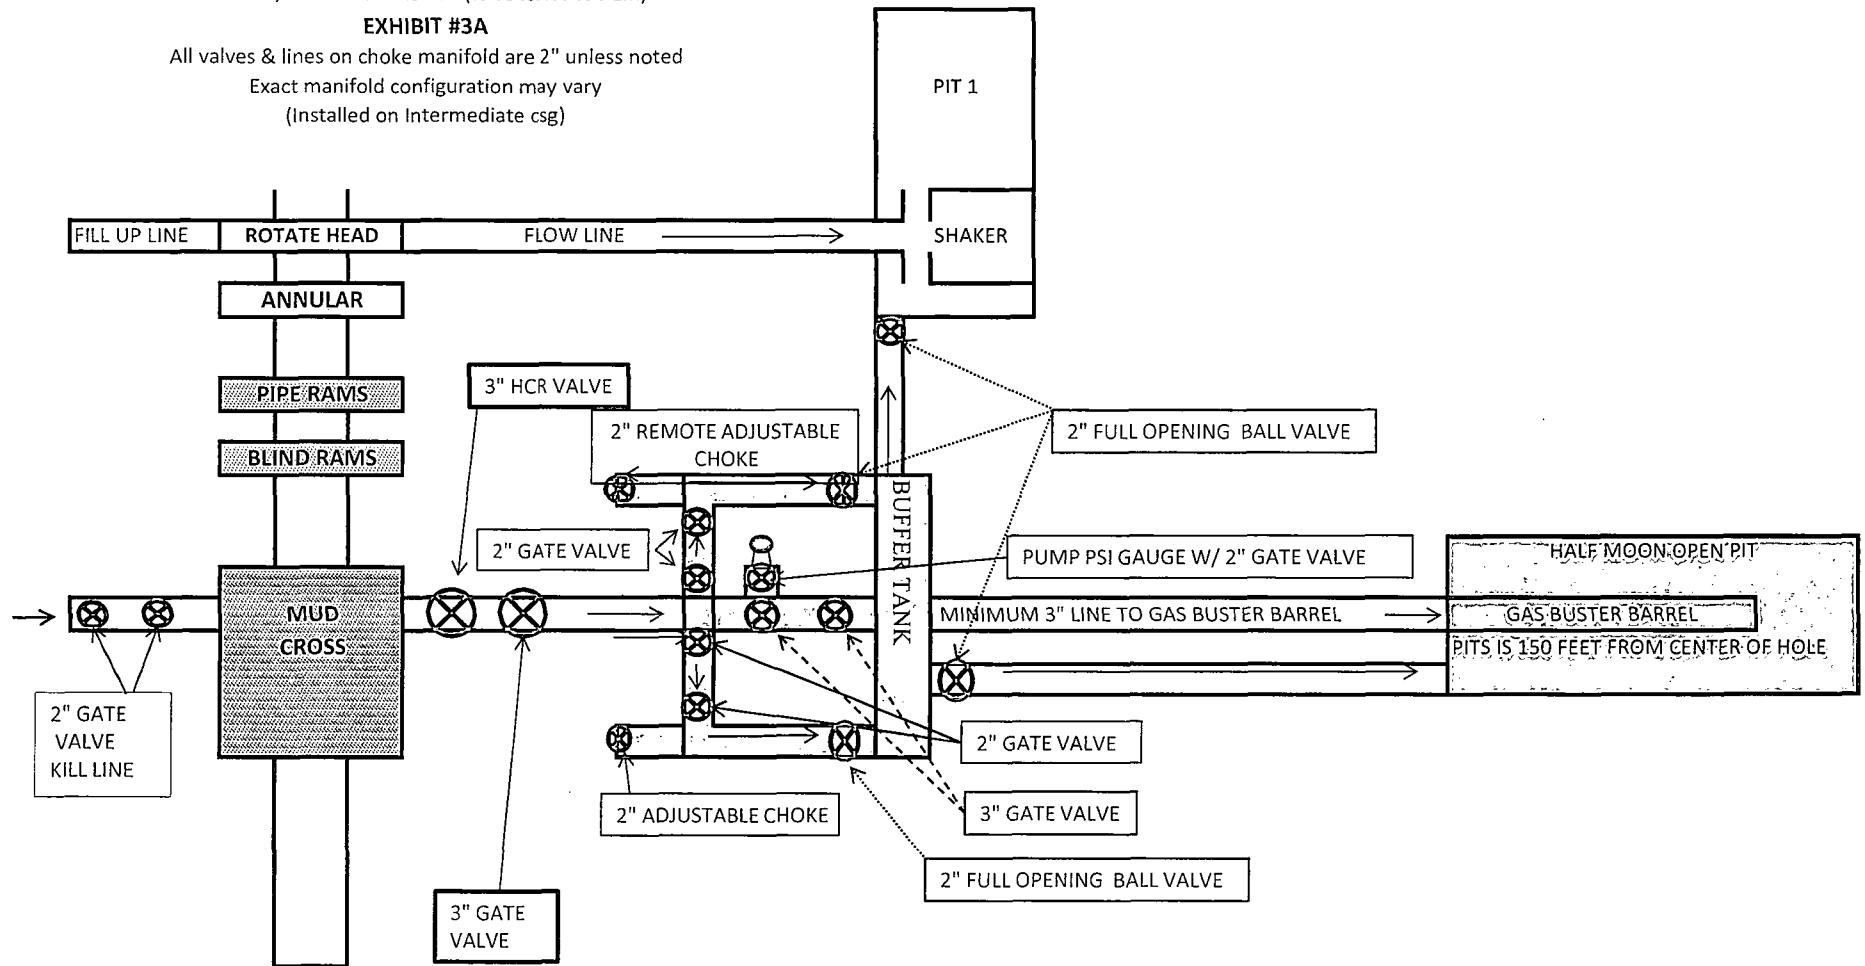 EXHIBIT #3A
All valves & lines on choke manifold are 2" unless noted
Exact manifold configuration may vary
(Installed on Intermediate csg)
PIT 1
FILL UP LINE
ROTATE HEAD
FLOW LINE
SHAKER
ANNULAR
PIPE RAMS
BLIND RAMS
3" HCR VALVE
2" REMOTE ADJUSTABLE
CHOKE
2" FULL OPENING BALL VALVE
BUFFER TANK
2" GATE VALVE
PUMP PSI GAUGE W/ 2" GATE VALVE
HALF MOON OPEN PIT
MUD
CROSS
MINIMUM 3" LINE TO GAS BUSTER BARREL
GAS BUSTER BARREL
PITS IS 150 FEET FROM CENTER OF HOLE
2" GATE
VALVE
KILL LINE
2" GATE VALVE
2" ADJUSTABLE CHOKE
3" GATE VALVE
2" FULL OPENING BALL VALVE
3" GATE
VALVE